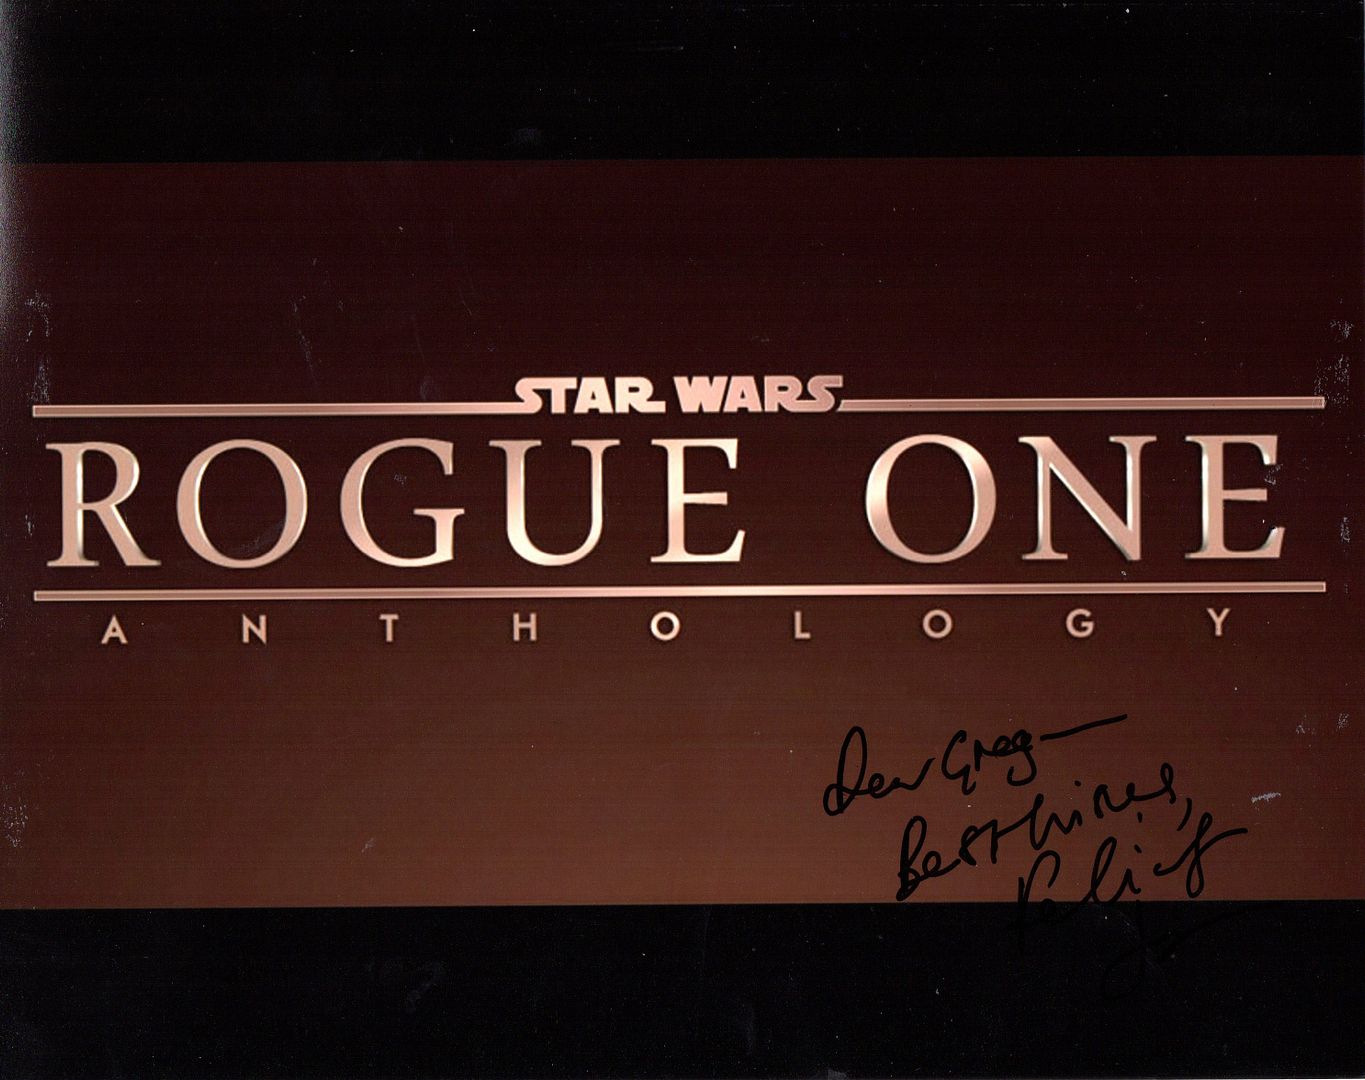 STAR WARS
ROGUE ONE
ANTHOLOGY
Dear Greg
Best Wishes,